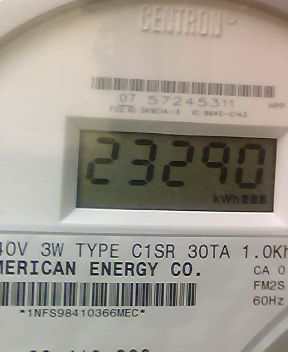 CENTRON®
07 57245311
23290
kWh
40V 3W TYPE C1SR 30TA 1.0Kh
MERICAN ENERGY CO.
CA 0
FM2S
60Hz
*1NFS98410366MEC*